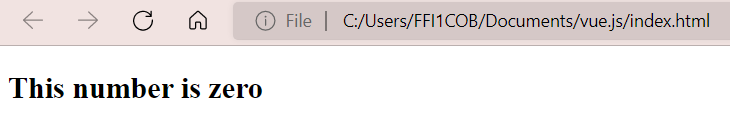 File | C:/Users/FFI1COB/Documents/vue.js/index.html
This number is zero